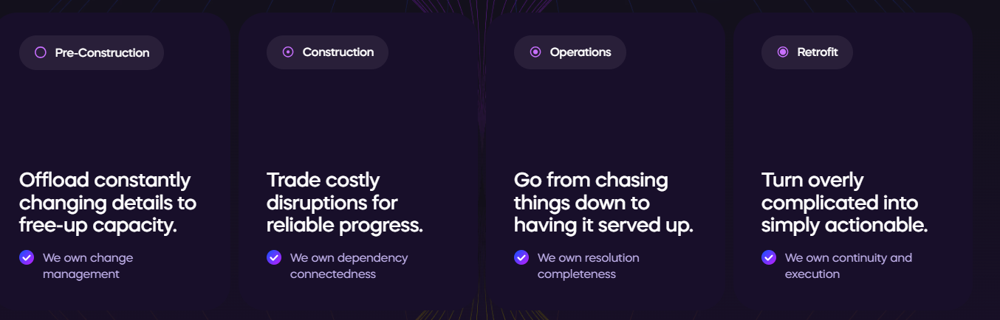 Pre-Construction
Offload constantly
changing details to
free-up capacity.
We own change
management
Construction
Trade costly
disruptions for
reliable progress.
We own dependency
connectedness
Operations
Go from chasing
things down to
having it served up.
We own resolution
completeness
Retrofit
Turn overly
complicated into
simply actionable.
We own continuity and
execution